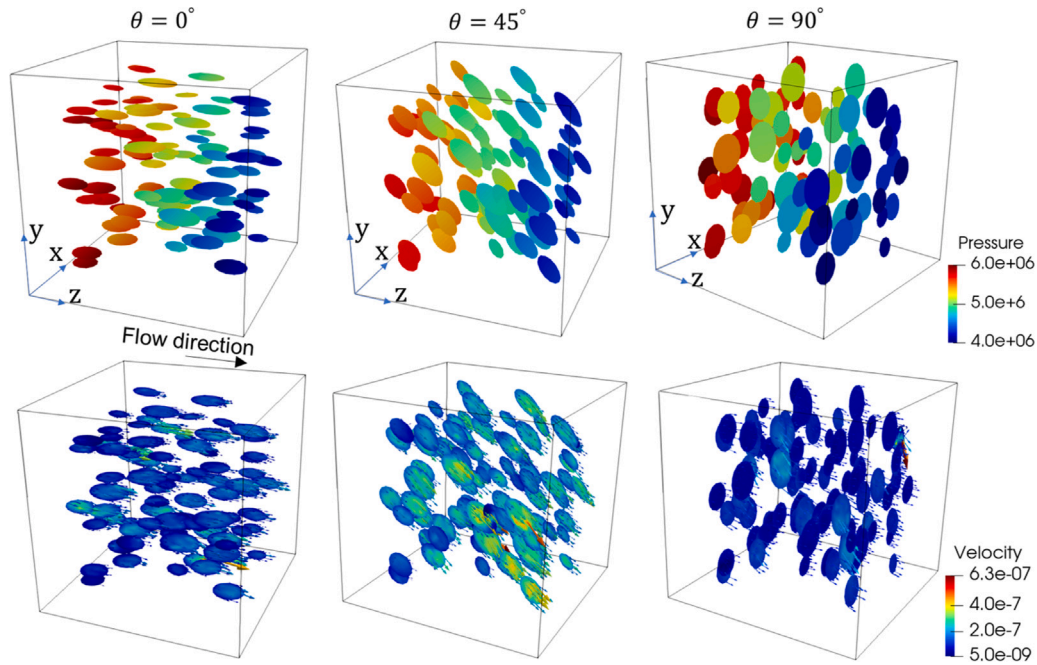 θ = 0° θ = 45° θ = 90°
y x z
y x z
y x z
Pressure
6.0e+06
5.0e+6
4.0e+06
Flow direction
Velocity
6.3e-07
4.0e-7
2.0e-7
5.0e-09